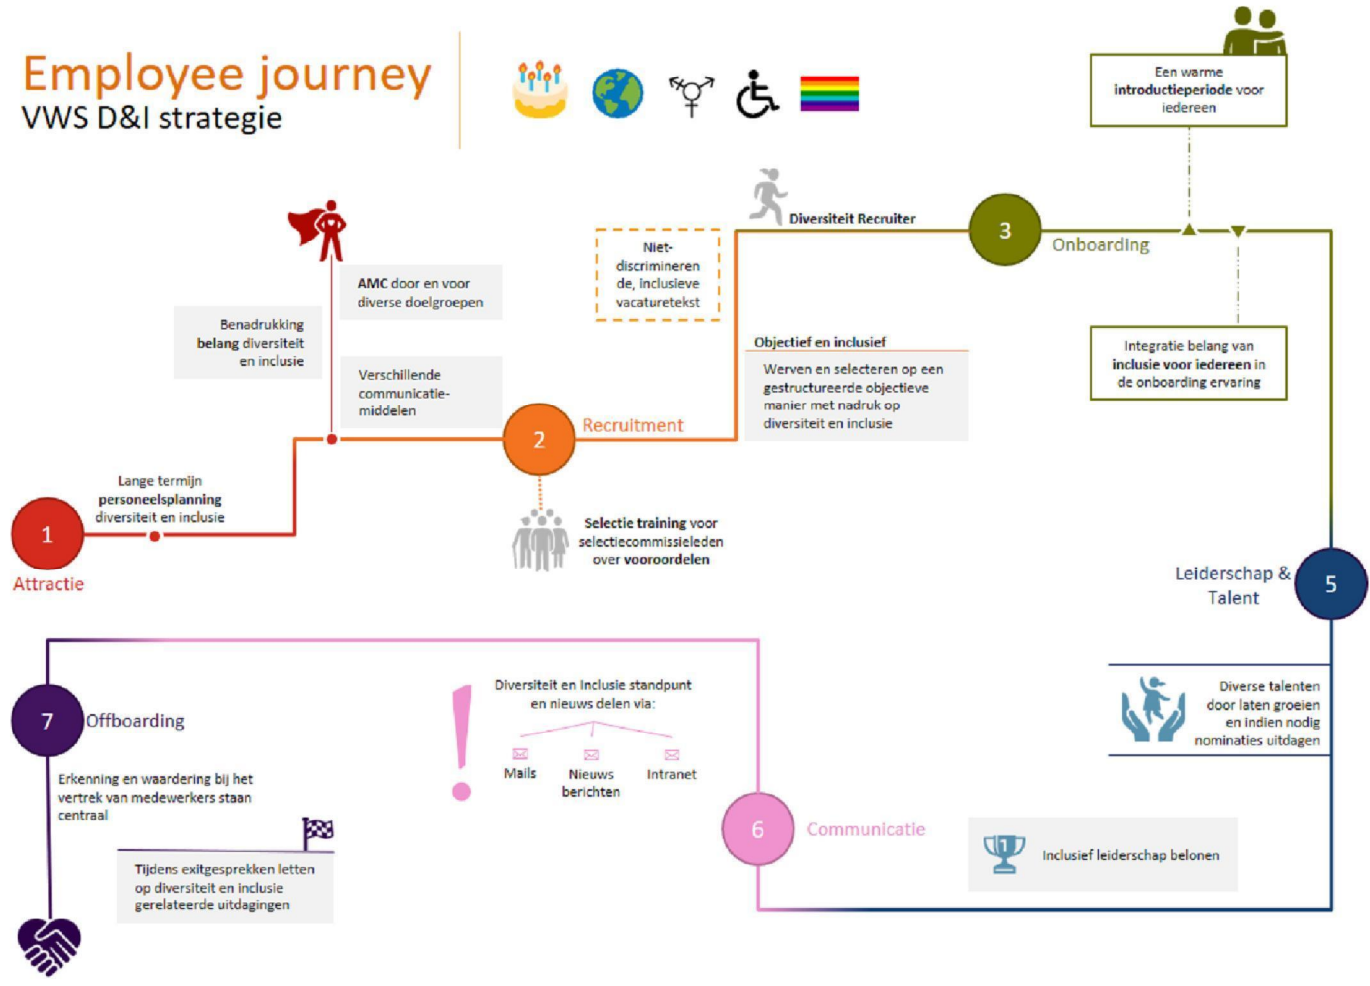 Employee journey
VWS D&I strategie
Een warme
introductieperiode voor
iedereen
Diversiteit Recruiter
3
Onboarding
Niet-
discrimineren
de, inclusieve
vacaturetekst
AMC door en voor
diverse doelgroepen
Benadrukking
belang diversiteit
en inclusie
Objectief en inclusief
Werven en selecteren op een
gestructureerde objectieve
manier met nadruk op
diversiteit en inclusie
Integratie belang van
inclusie voor iedereen in
de onboarding ervaring
Verschillende
communicatie-
middelen
2
Recruitment
Lange termijn
personeelsplanning
diversiteit en inclusie
1
Attractie
Selectie training voor
selectiecommissieleden
over vooroordelen
Leiderschap &
Talent
5
Diverse talenten
door laten groeien
en indien nodig
nominaties uitdagen
1
Inclusief leiderschap belonen
6
Communicatie
Diversiteit en Inclusie standpunt
en nieuws delen via:
Mails
Nieuws
berichten
Intranet
7
Offboarding
Erkenning en waardering bij het
vertrek van medewerkers staan
centraal
Tijdens exitgesprekken letten
op diversiteit en inclusie
gerelateerde uitdagingen